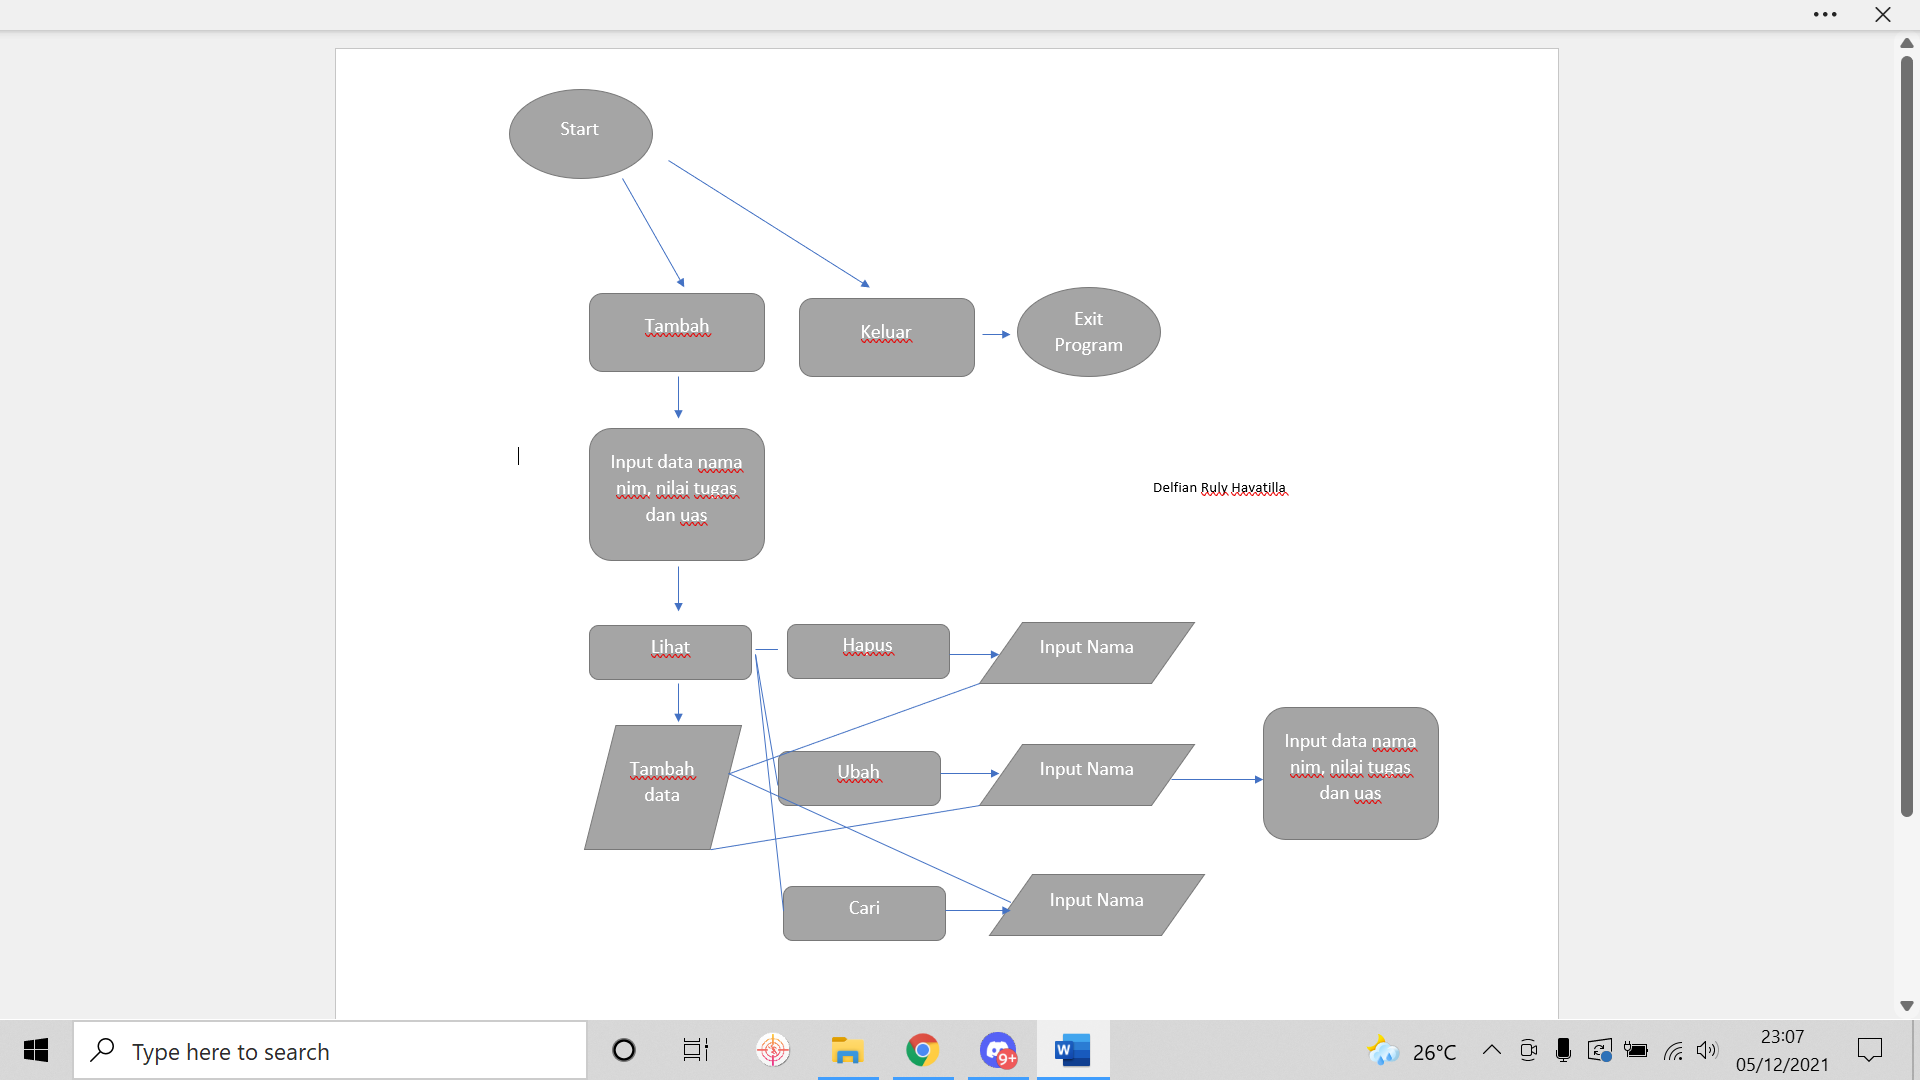 Start
Tambah
Keluar
Exit
Program
Input data nama
nim, nilai tugas
dan uas
Delfian Ruly Havatilla
Lihat
Hapus
Input Nama
Tambah
data
Ubah
Input Nama
Input data nama
nim, nilai tugas
dan uas
Cari
Input Nama
Type here to search
9+
W
26°C
23:07
05/12/2021